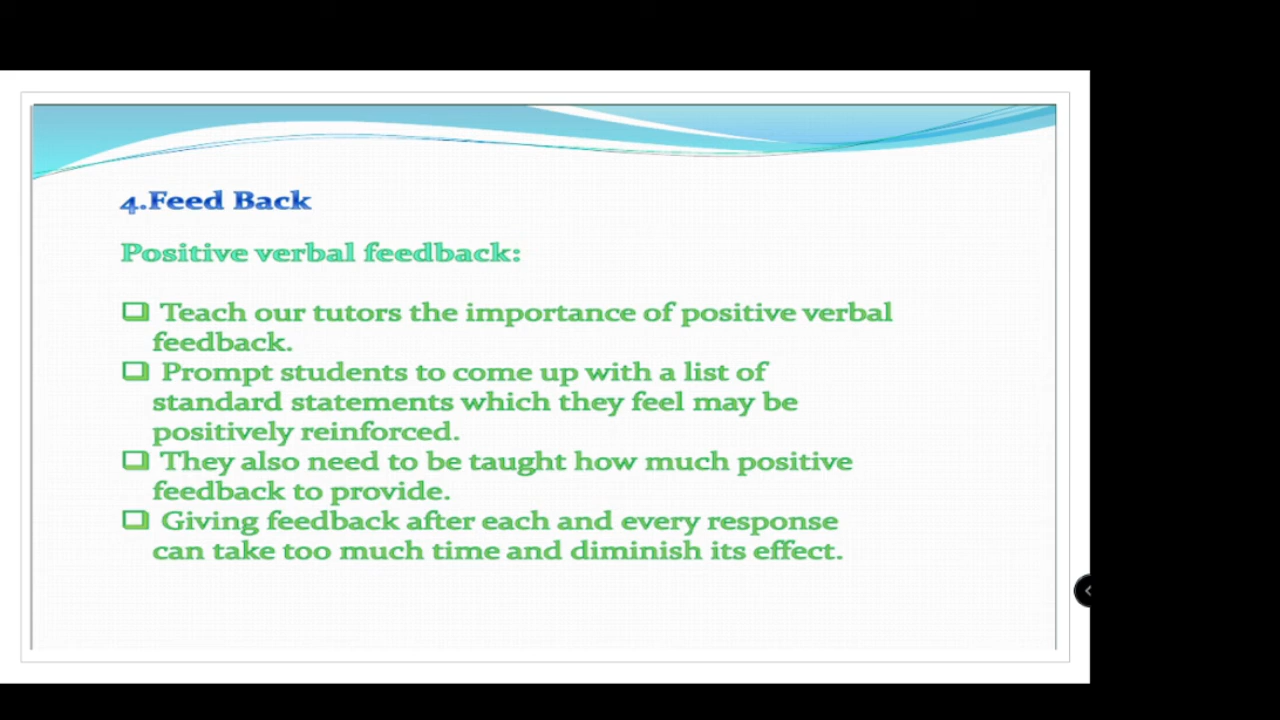 4.Feed Back
Positive verbal feedback:
❑ Teach our tutors the importance of positive verbal
feedback.
❑ Prompt students to come up with a list of
standard statements which they feel may be
positively reinforced.
❑ They also need to be taught how much positive
feedback to provide.
❑ Giving feedback after each and every response
can take too much time and diminish its effect.